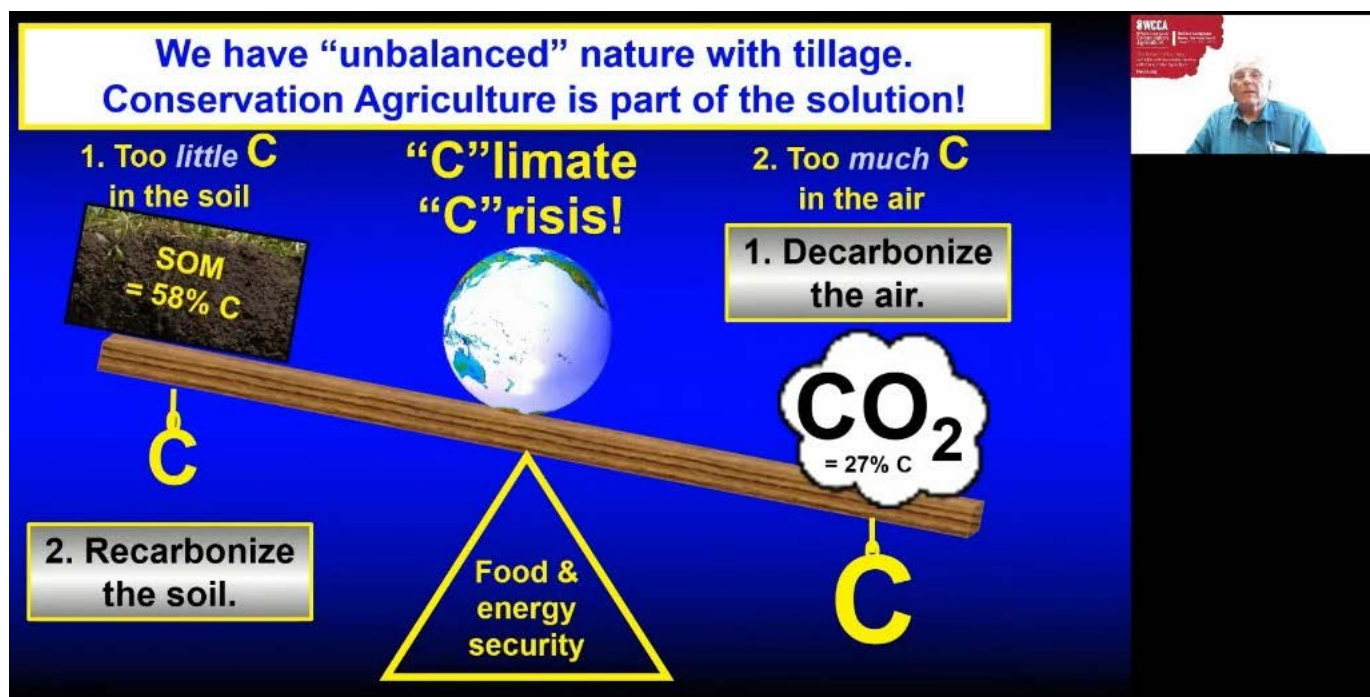 We have “unbalanced” nature with tillage.
Conservation Agriculture is part of the solution!
1. Too little C
in the soil
“C”limate
“C”risis!
2. Too much C
in the air
SOM
= 58% C
1. Decarbonize
the air.
CO₂
= 27% C
C
2. Recarbonize
the soil.
Food &
energy
security
C
8WCCA